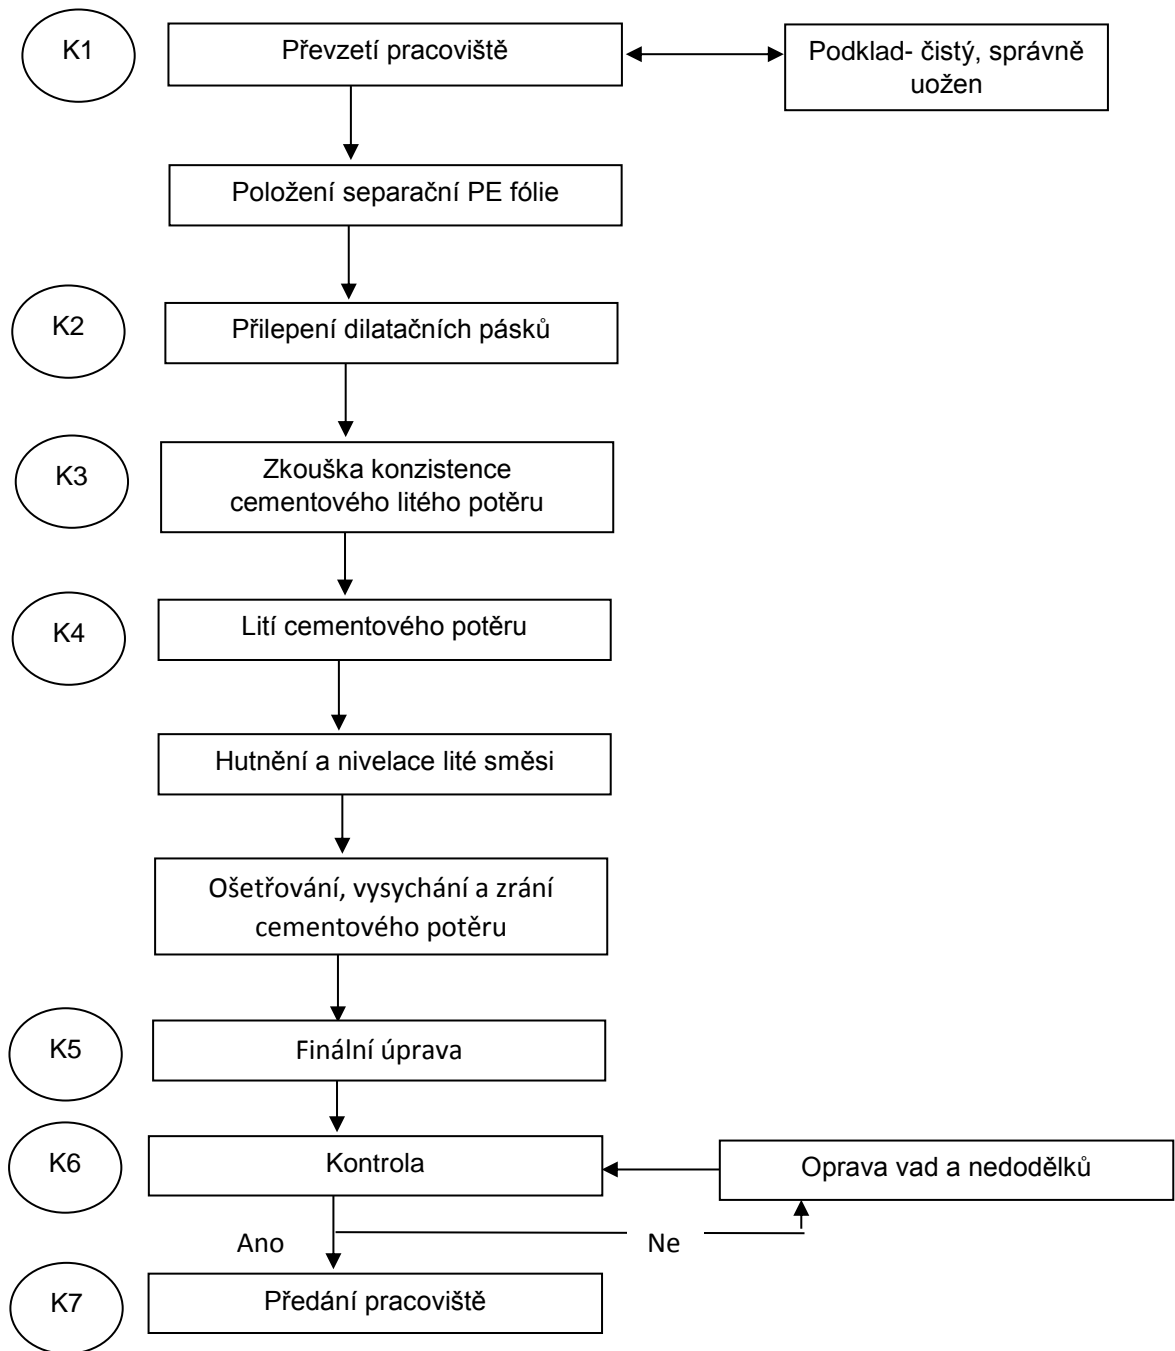 K1
Převzetí pracoviště
Podklad- čistý, správně
uožen
Položení separační PE fólie
K2
Přilepení dilatačních pásků
K3
Zkouška konzistence
cementového litého potěru
K4
Lití cementového potěru
Hutnění a nivelace lité směsi
Ošetřování, vysychání a zrání
cementového potěru
K5
Finální úprava
K6
Kontrola
Oprava vad a nedodělků
Ano
Ne
K7
Předání pracoviště